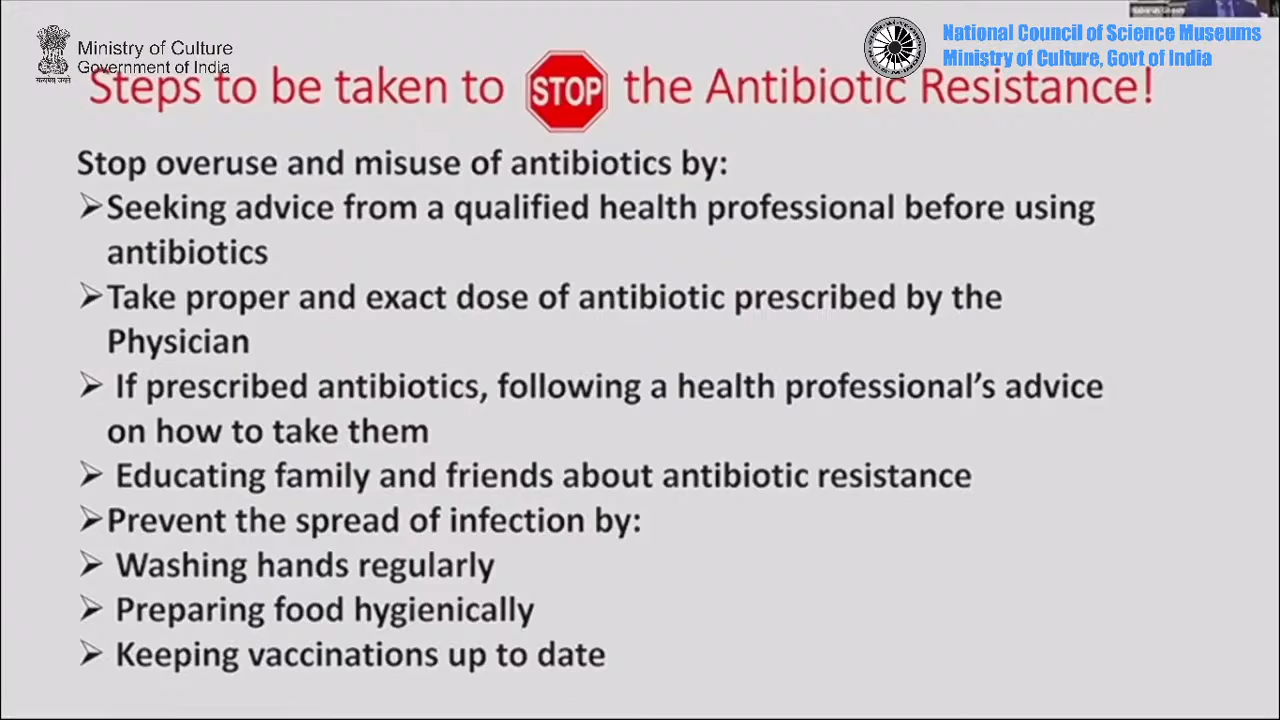 Ministry of Culture
Government of India
सत्यमेव जयते
National Council of Science Museums
Ministry of Culture, Govt of India
Steps to be taken to STOP the Antibiotic Resistance!
Stop overuse and misuse of antibiotics by:
➢Seeking advice from a qualified health professional before using
antibiotics
➢Take proper and exact dose of antibiotic prescribed by the
Physician
➢ If prescribed antibiotics, following a health professional’s advice
on how to take them
➢ Educating family and friends about antibiotic resistance
➢Prevent the spread of infection by:
➢ Washing hands regularly
➢ Preparing food hygienically
➢ Keeping vaccinations up to date